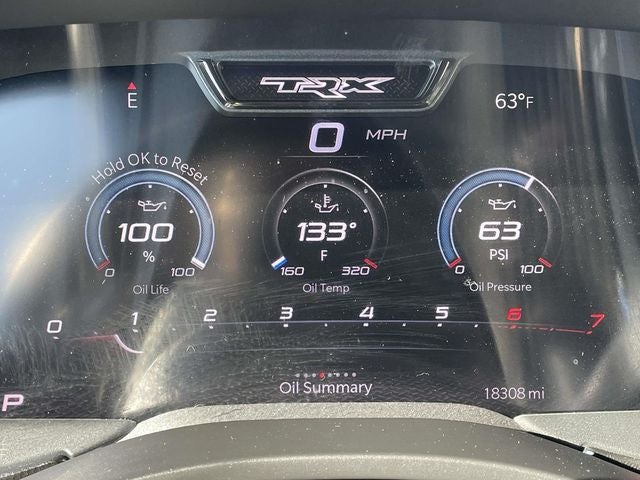 TRX
E
63°F
0 MPH
Hold OK to Reset
100
%
0 100
Oil Life
133°
F
160 320
Oil Temp
63
PSI
0 100
Oil Pressure
0 1 2 3 4 5 6 7
Oil Summary
P
18308 mi